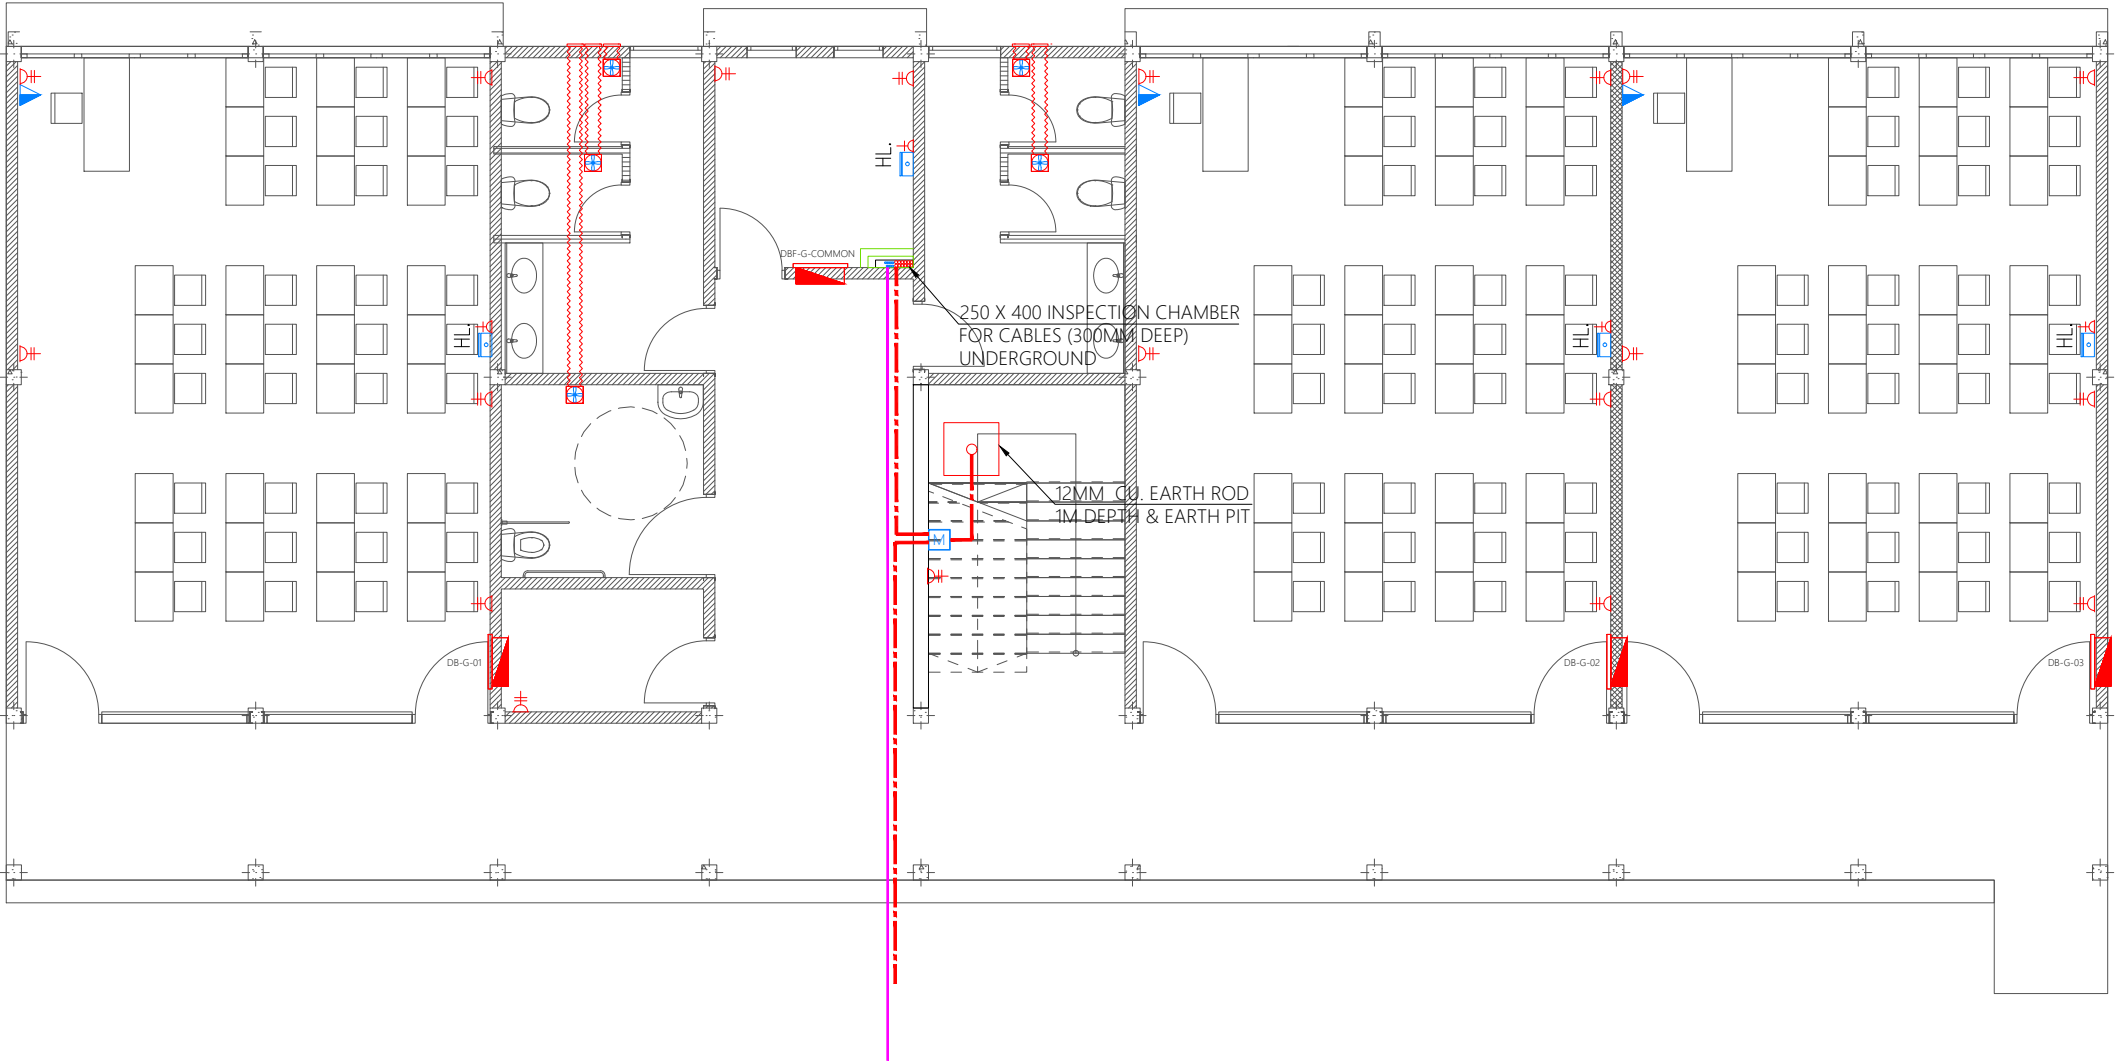 HL.
DBF-G-COMMON
250 X 400 INSPECTION CHAMBER
FOR CABLES (300MM DEEP)
UNDERGROUND
HL.
HL.
HL.
12MM CU. EARTH ROD
1M DEPTH & EARTH PIT
M
DB-G-01
DB-G-02
DB-G-03